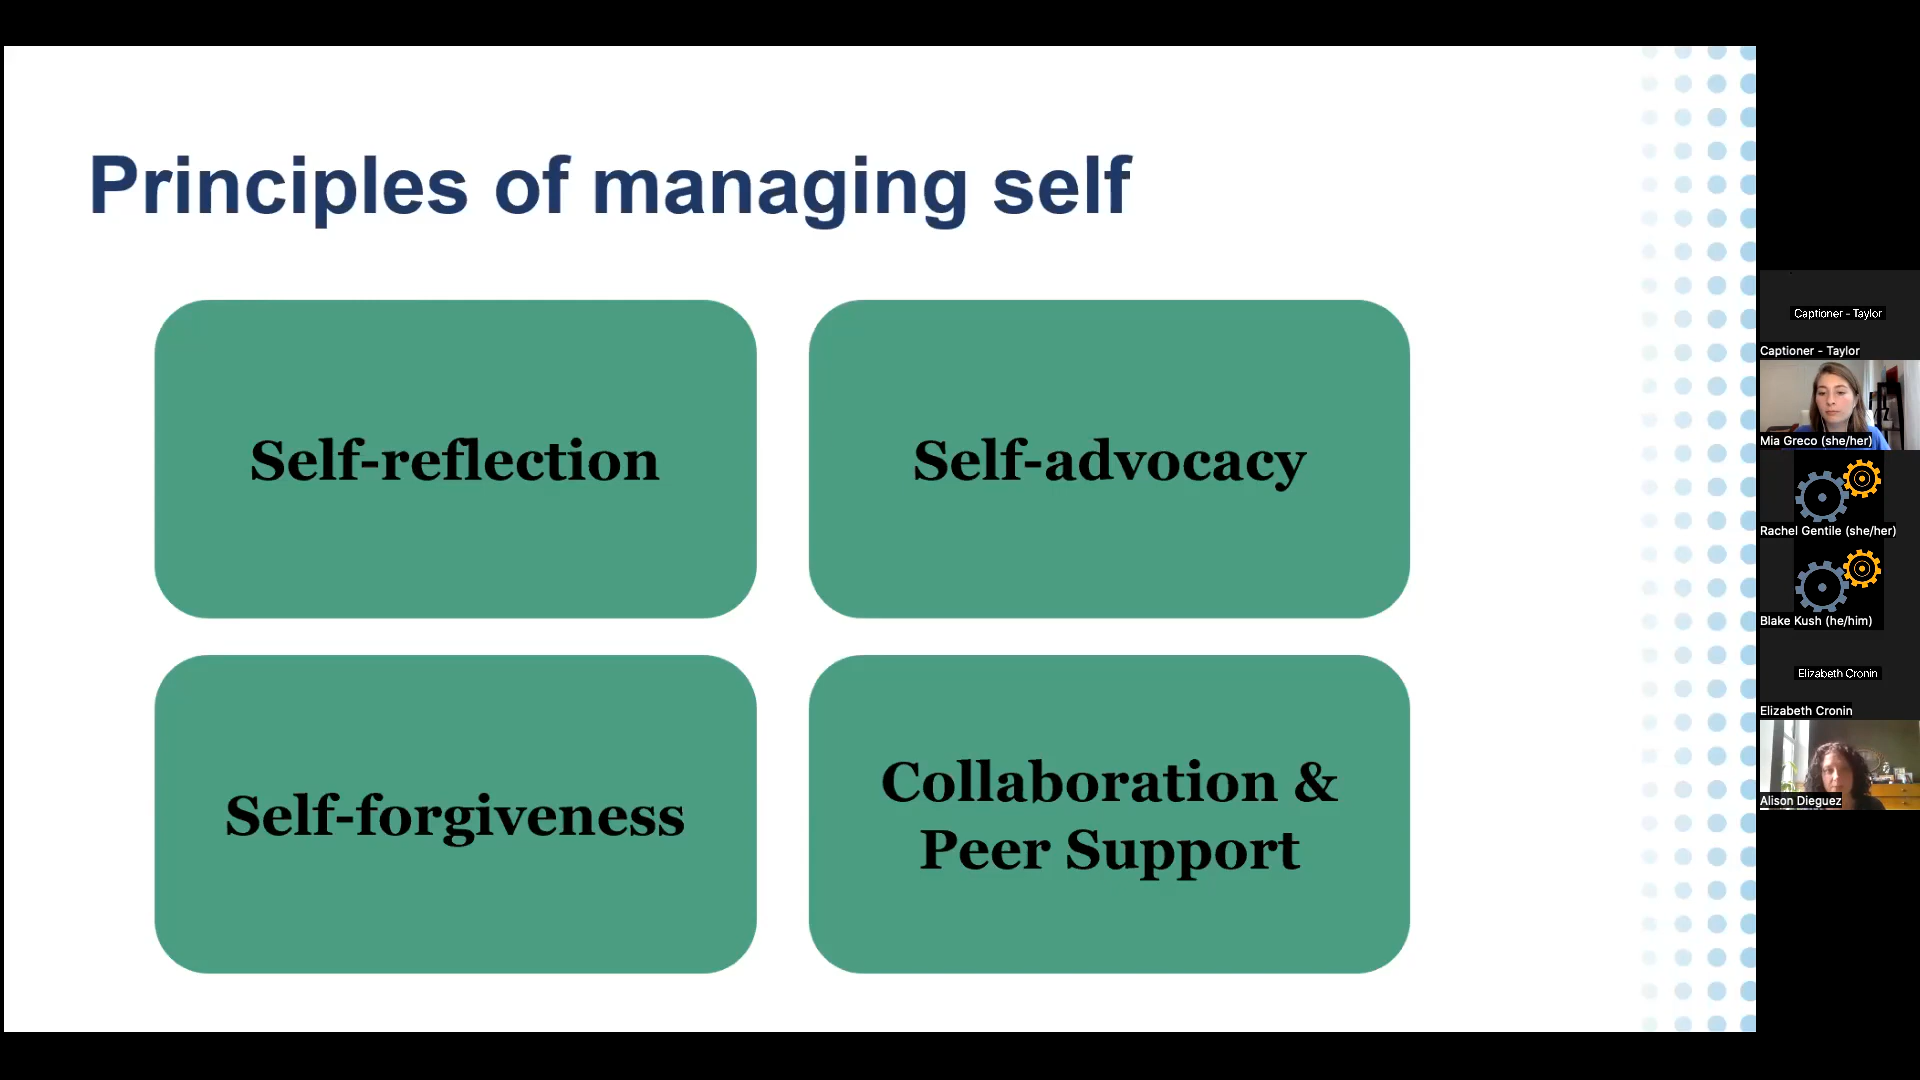 Principles of managing self
Self-reflection
Self-advocacy
Self-forgiveness
Collaboration &
Peer Support
Captioner - Taylor
Captioner - Taylor
Mia Greco (she/her)
Rachel Gentile (she/her)
Blake Kush (he/him)
Elizabeth Cronin
Elizabeth Cronin
Alison Dieguez